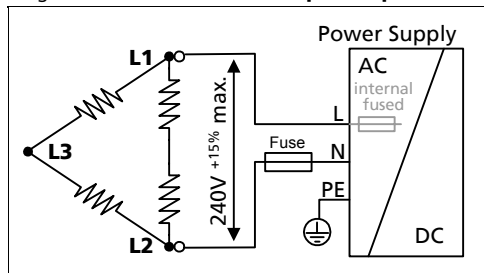 Power Supply
L1
AC
internal
fused
L
240V +15% max.
L3
Fuse
N
PE
L2
DC